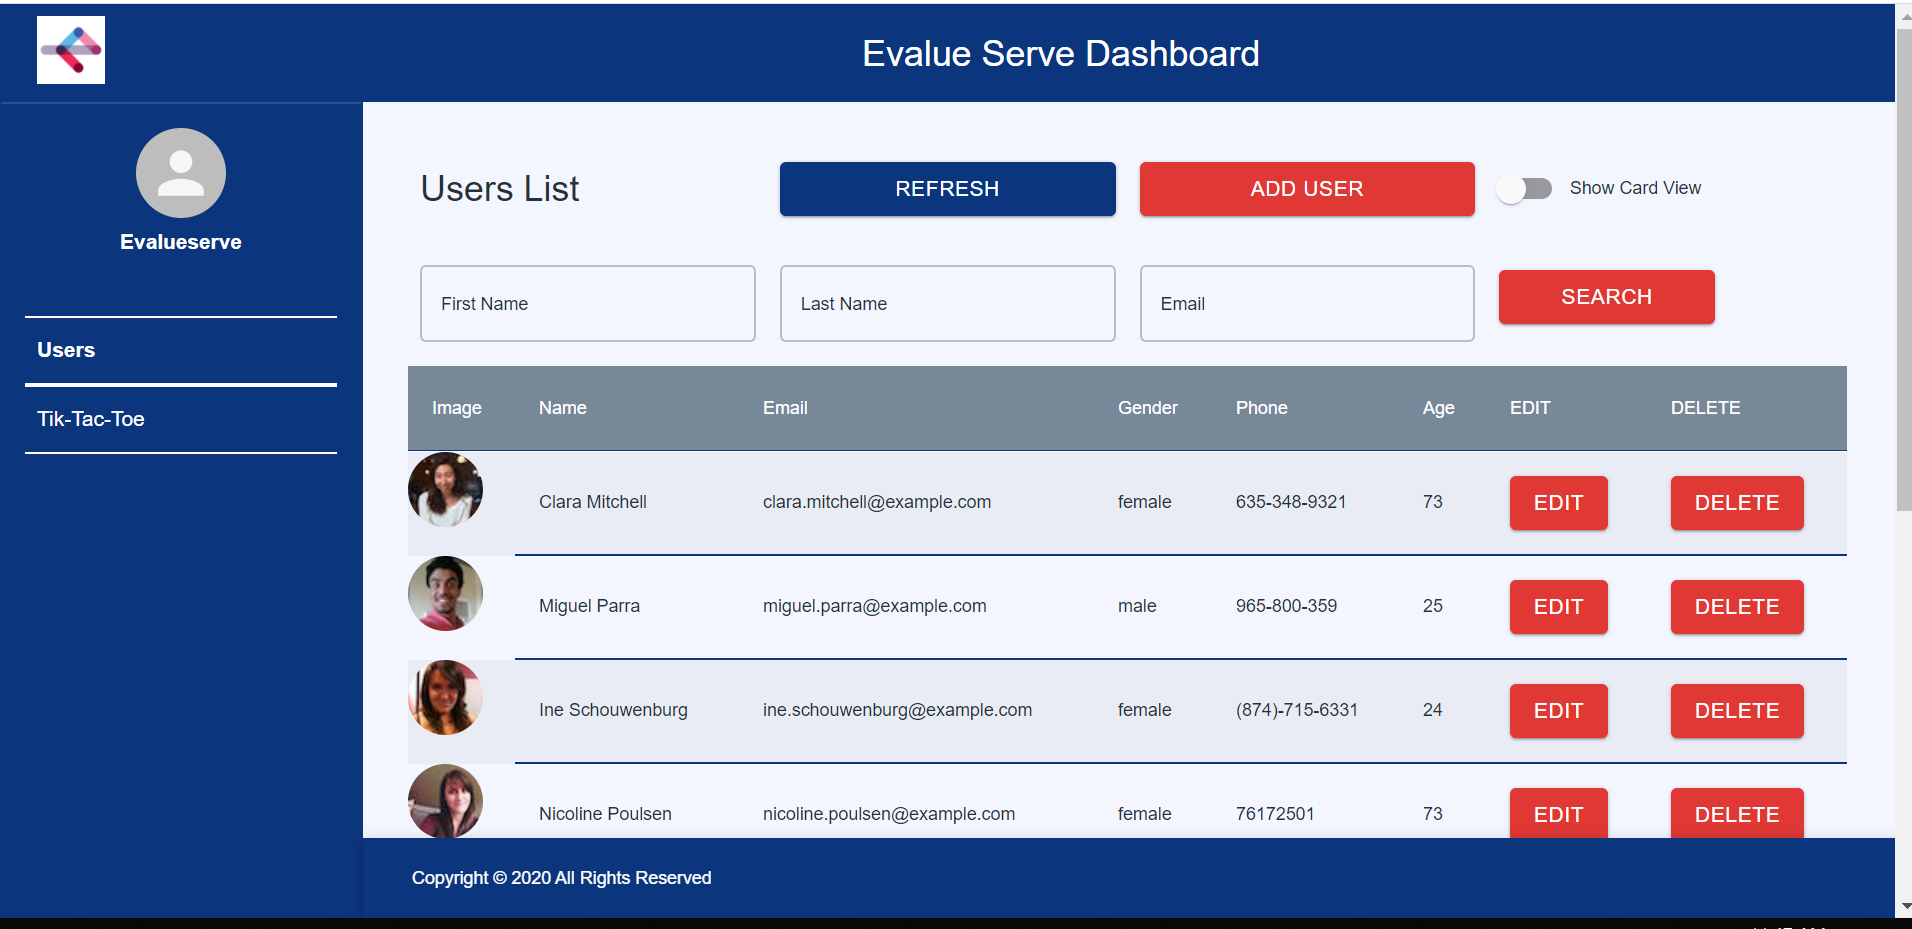 Evalue Serve Dashboard
Evalueserve
Users
Tik-Tac-Toe
Users List
REFRESH
ADD USER
Show Card View
First Name
Last Name
Email
SEARCH
Image Name Email Gender Phone Age EDIT DELETE
Clara Mitchell clara.mitchell@example.com female 635-348-9321 73 EDIT DELETE
Miguel Parra miguel.parra@example.com male 965-800-359 25 EDIT DELETE
Ine Schouwenburg ine.schouwenburg@example.com female (874)-715-6331 24 EDIT DELETE
Nicoline Poulsen nicoline.poulsen@example.com female 76172501 73 EDIT DELETE
Copyright © 2020 All Rights Reserved